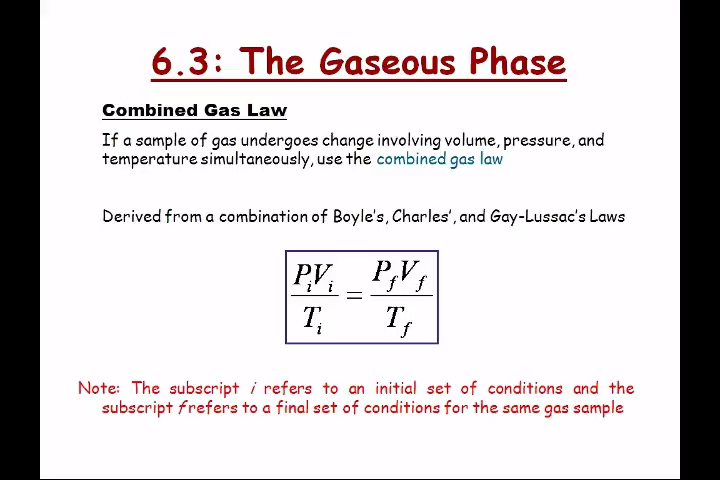 6.3: The Gaseous Phase
Combined Gas Law
If a sample of gas undergoes change involving volume, pressure, and
temperature simultaneously, use the combined gas law
Derived from a combination of Boyle's, Charles', and Gay-Lussac's Laws
PᵢVᵢ/Tᵢ = P_f V_f/T_f
Note: The subscript i refers to an initial set of conditions and the
subscript f refers to a final set of conditions for the same gas sample